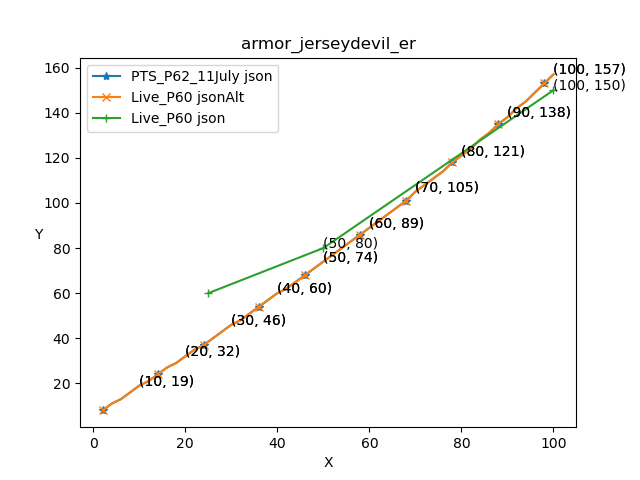 armor_jerseydevil_er
PTS_P62_11July json
Live_P60 jsonAlt
Live_P60 json
160
140
120
100
80
60
40
20
Y
(100, 157)
(100, 150)
(90, 138)
(80, 121)
(70, 105)
(60, 89)
(50, 80)
(50, 74)
(40, 60)
(30, 46)
(20, 32)
(10, 19)
0 20 40 60 80 100
X